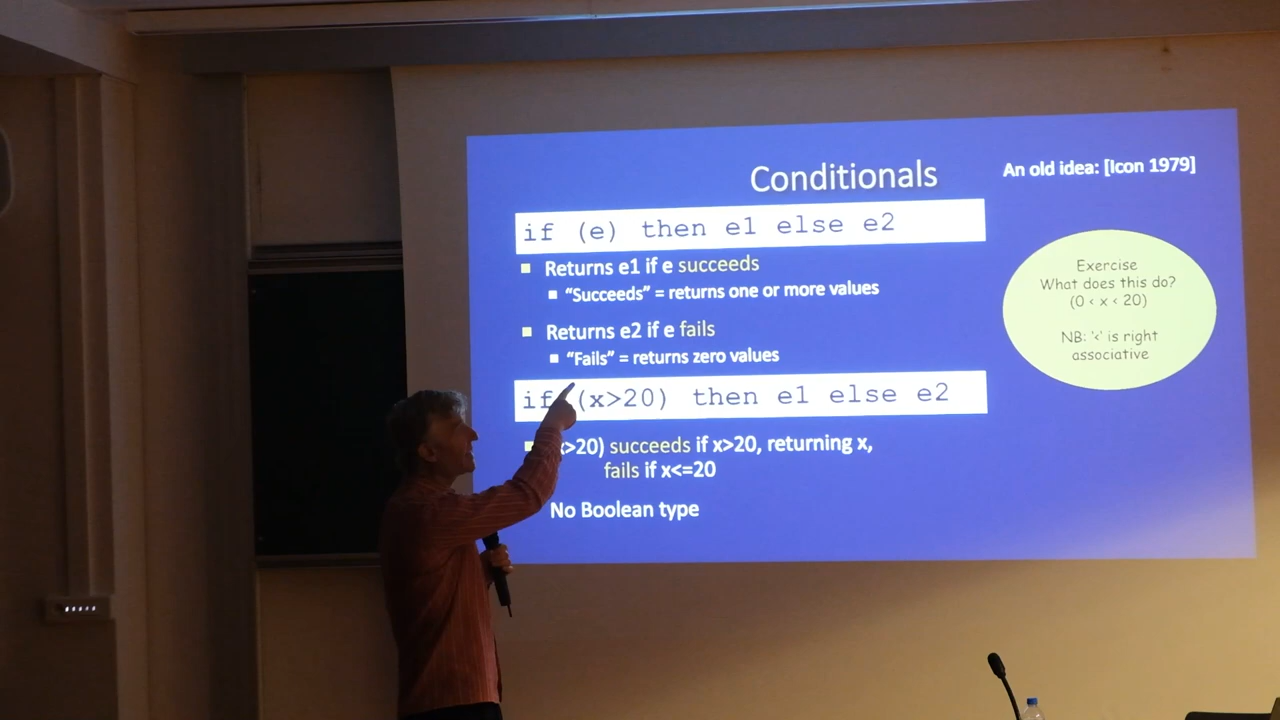 Conditionals
An old idea: [Icon 1979]
if (e) then e1 else e2
Returns e1 if e succeeds
“Succeeds” = returns one or more values
Returns e2 if e fails
“Fails” = returns zero values
if (x>20) then e1 else e2
x>20) succeeds if x>20, returning x,
fails if x<=20
No Boolean type
Exercise
What does this do?
(0 < x < 20)
NB: ‘<’ is right
associative